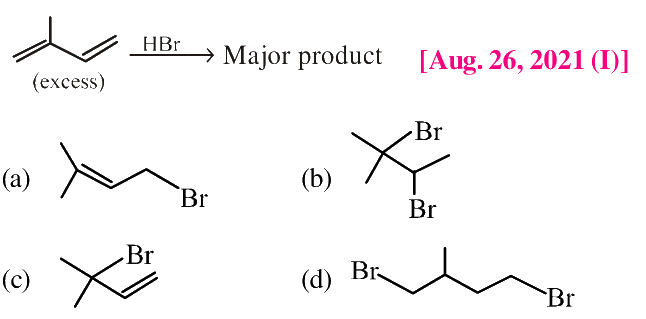 HBr
Major product [Aug. 26, 2021 (I)]
(excess)
(a) Br
(b) Br
Br
(c) Br
(d) Br
Br